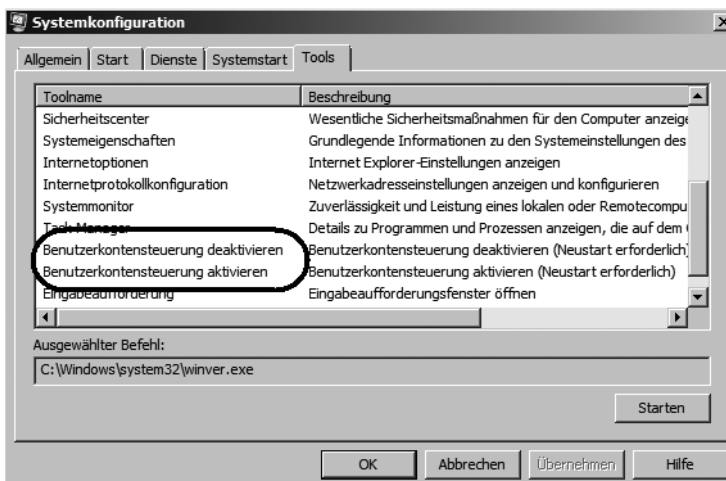 Systemkonfiguration
Allgemein Start Dienste Systemstart Tools
Toolname Beschreibung
Sicherheitscenter Wesentliche Sicherheitsmaßnahmen für den Computer anzeige
Systemeigenschaften Grundlegende Informationen zu den Systemeinstellungen des
Internetoptionen Internet Explorer-Einstellungen anzeigen
Internetprotokollkonfiguration Netzwerkadresseinstellungen anzeigen und konfigurieren
Systemmonitor Zuverlässigkeit und Leistung eines lokalen oder Remotecompu
Task-Manager Details zu Programmen und Prozessen anzeigen, die auf dem
Benutzerkontensteuerung deaktivieren Benutzerkontensteuerung deaktivieren (Neustart erforderlich)
Benutzerkontensteuerung aktivieren Benutzerkontensteuerung aktivieren (Neustart erforderlich)
Eingabeaufforderung Eingabeaufforderungsfenster öffnen
Ausgewählter Befehl:
C:\Windows\system32\winver.exe
Starten
OK Abbrechen Übernehmen Hilfe